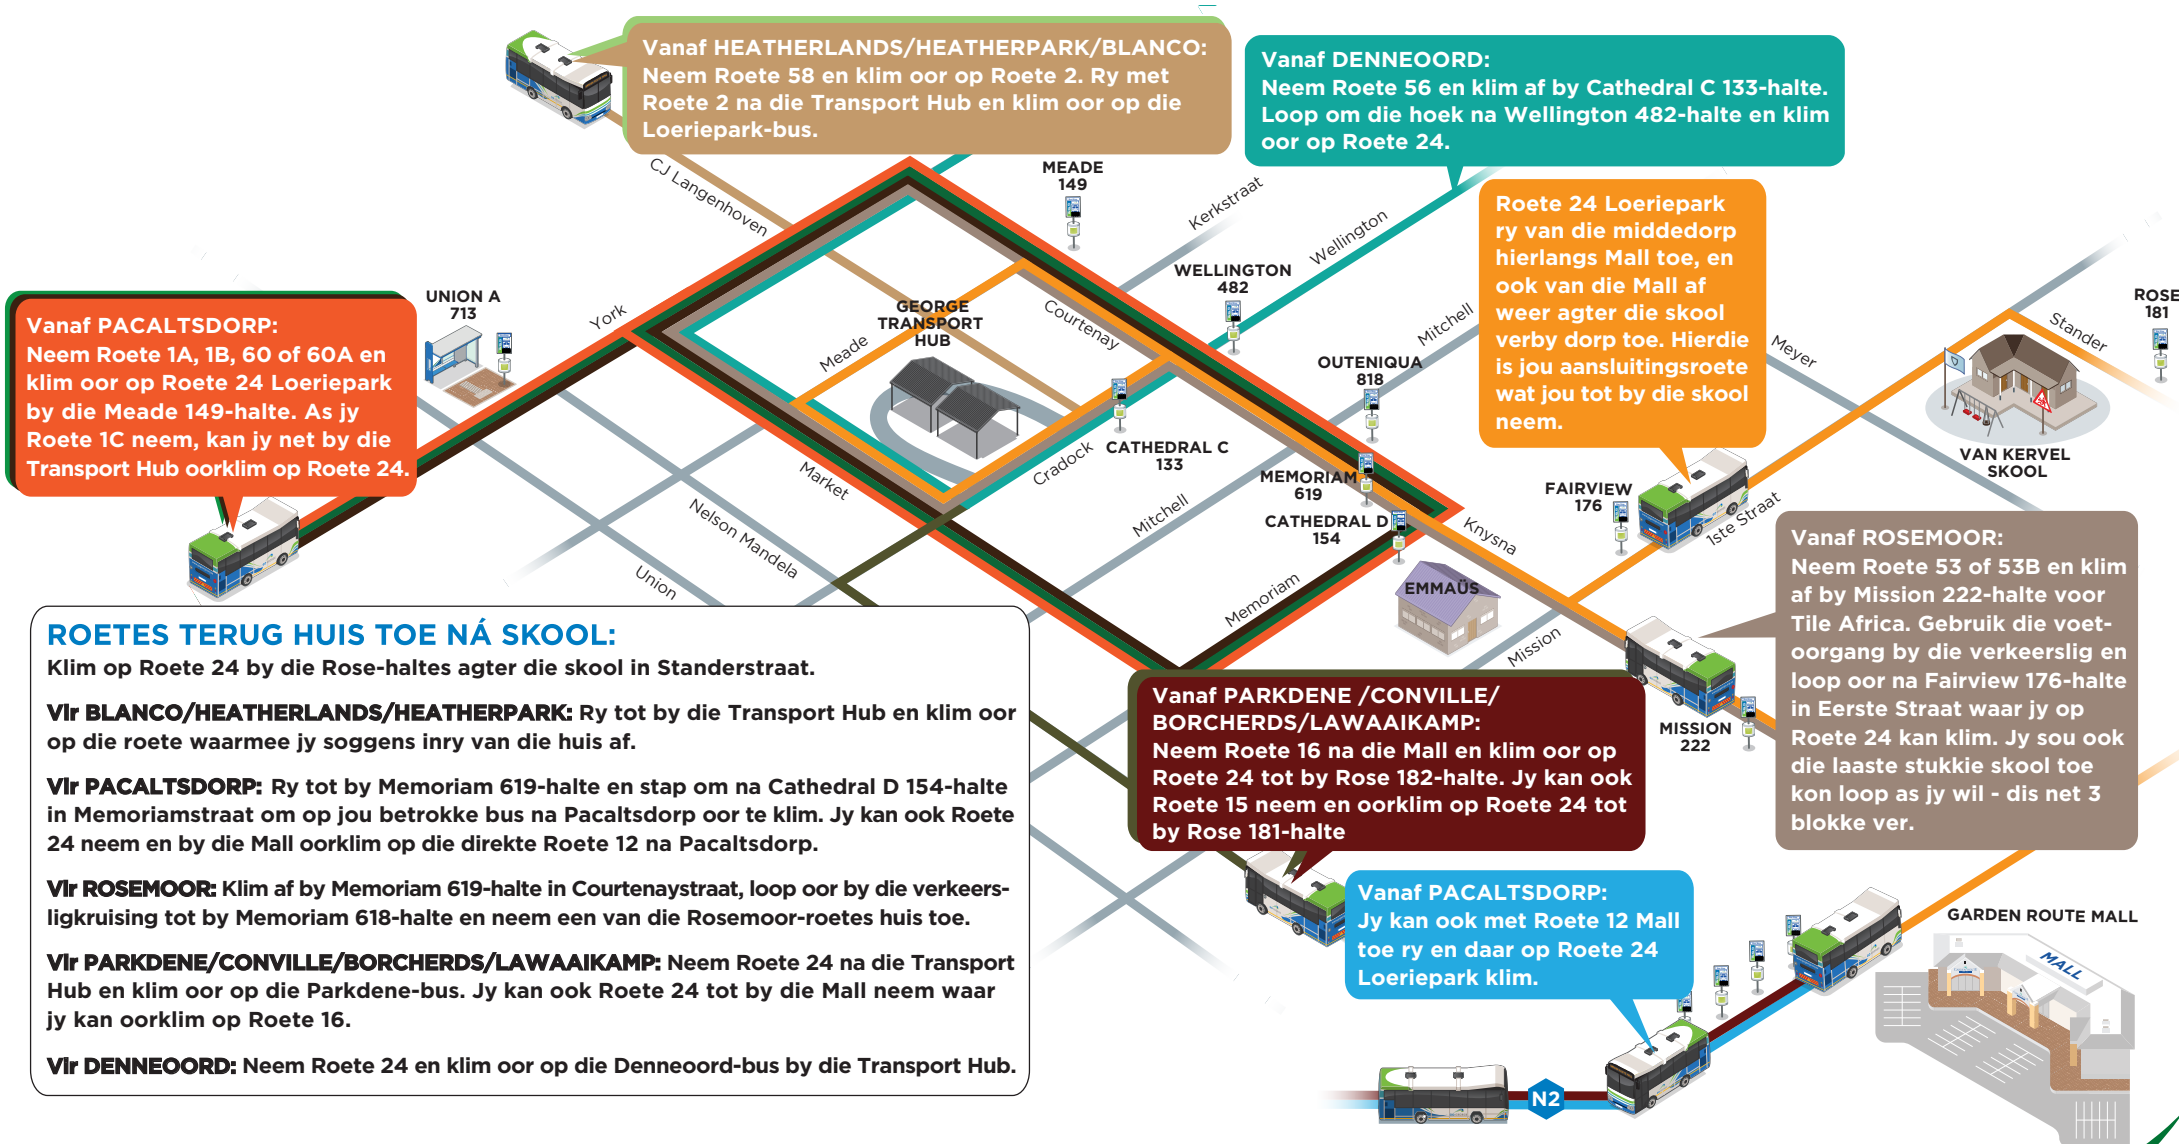 Vanaf HEATHERLANDS/HEATHERPARK/BLANCO:
Neem Roete 58 en klim oor op Roete 2. Ry met
Roete 2 na die Transport Hub en klim oor op die
Loeriepark-bus.
Vanaf DENNEOORD:
Neem Roete 56 en klim af by Cathedral C 133-halte.
Loop om die hoek na Wellington 482-halte en klim
oor op Roete 24.
CJ Langenhoven
MEADE
149
Kerkstraat
Wellington
WELLINGTON
482
Roete 24 Loeriepark
ry van die middedorp
hierlangs Mall toe, en
ook van die Mall af
weer agter die skool
verby dorp toe. Hierdie
is jou aansluitingsroete
wat jou tot by die skool
neem.
ROSE
181
Stander
Meyer
VAN KERVEL
SKOOL
Vanaf PACALTSDORP:
Neem Roete 1A, 1B, 60 of 60A en
klim oor op Roete 24 Loeriepark
by die Meade 149-halte. As jy
Roete 1C neem, kan jy net by die
Transport Hub oorklim op Roete 24.
UNION A
713
York
GEORGE
TRANSPORT
HUB
Meade
Courtenay
Mitchell
OUTENIQUA
818
Cradock
CATHEDRAL C
133
Market
MEMORIAM
619
CATHEDRAL D
154
Mitchell
Knysna
FAIRVIEW
176
1ste Straat
Nelson Mandela
Union
Memoriam
EMMAÜS
Mission
MISSION
222
Vanaf ROSEMOOR:
Neem Roete 53 of 53B en klim
af by Mission 222-halte voor
Tile Africa. Gebruik die voet-
oorgang by die verkeerslig en
loop oor na Fairview 176-halte
in Eerste Straat waar jy op
Roete 24 kan klim. Jy sou ook
die laaste stukkie skool toe
kon loop as jy wil - dis net 3
blokke ver.
ROETES TERUG HUIS TOE NÁ SKOOL:
Klim op Roete 24 by die Rose-haltes agter die skool in Standerstraat.
Vir BLANCO/HEATHERLANDS/HEATHERPARK: Ry tot by die Transport Hub en klim oor
op die roete waarmee jy soggens inry van die huis af.
Vir PACALTSDORP: Ry tot by Memoriam 619-halte en stap om na Cathedral D 154-halte
in Memoriamstraat om op jou betrokke bus na Pacaltsdorp oor te klim. Jy kan ook Roete
24 neem en by die Mall oorklim op die direkte Roete 12 na Pacaltsdorp.
Vir ROSEMOOR: Klim af by Memoriam 619-halte in Courtenaystraat, loop oor by die verkeers-
ligkruising tot by Memoriam 618-halte en neem een van die Rosemoor-roetes huis toe.
Vir PARKDENE/CONVILLE/BORCHERDS/LAWAAIKAMP: Neem Roete 24 na die Transport
Hub en klim oor op die Parkdene-bus. Jy kan ook Roete 24 tot by die Mall neem waar
jy kan oorklim op Roete 16.
Vir DENNEOORD: Neem Roete 24 en klim oor op die Denneoord-bus by die Transport Hub.
Vanaf PARKDENE /CONVILLE/
BORCHERDS/LAWAAIKAMP:
Neem Roete 16 na die Mall en klim oor op
Roete 24 tot by Rose 182-halte. Jy kan ook
Roete 15 neem en oorklim op Roete 24 tot
by Rose 181-halte
Vanaf PACALTSDORP:
Jy kan ook met Roete 12 Mall
toe ry en daar op Roete 24
Loeriepark klim.
GARDEN ROUTE MALL
MALL
N2